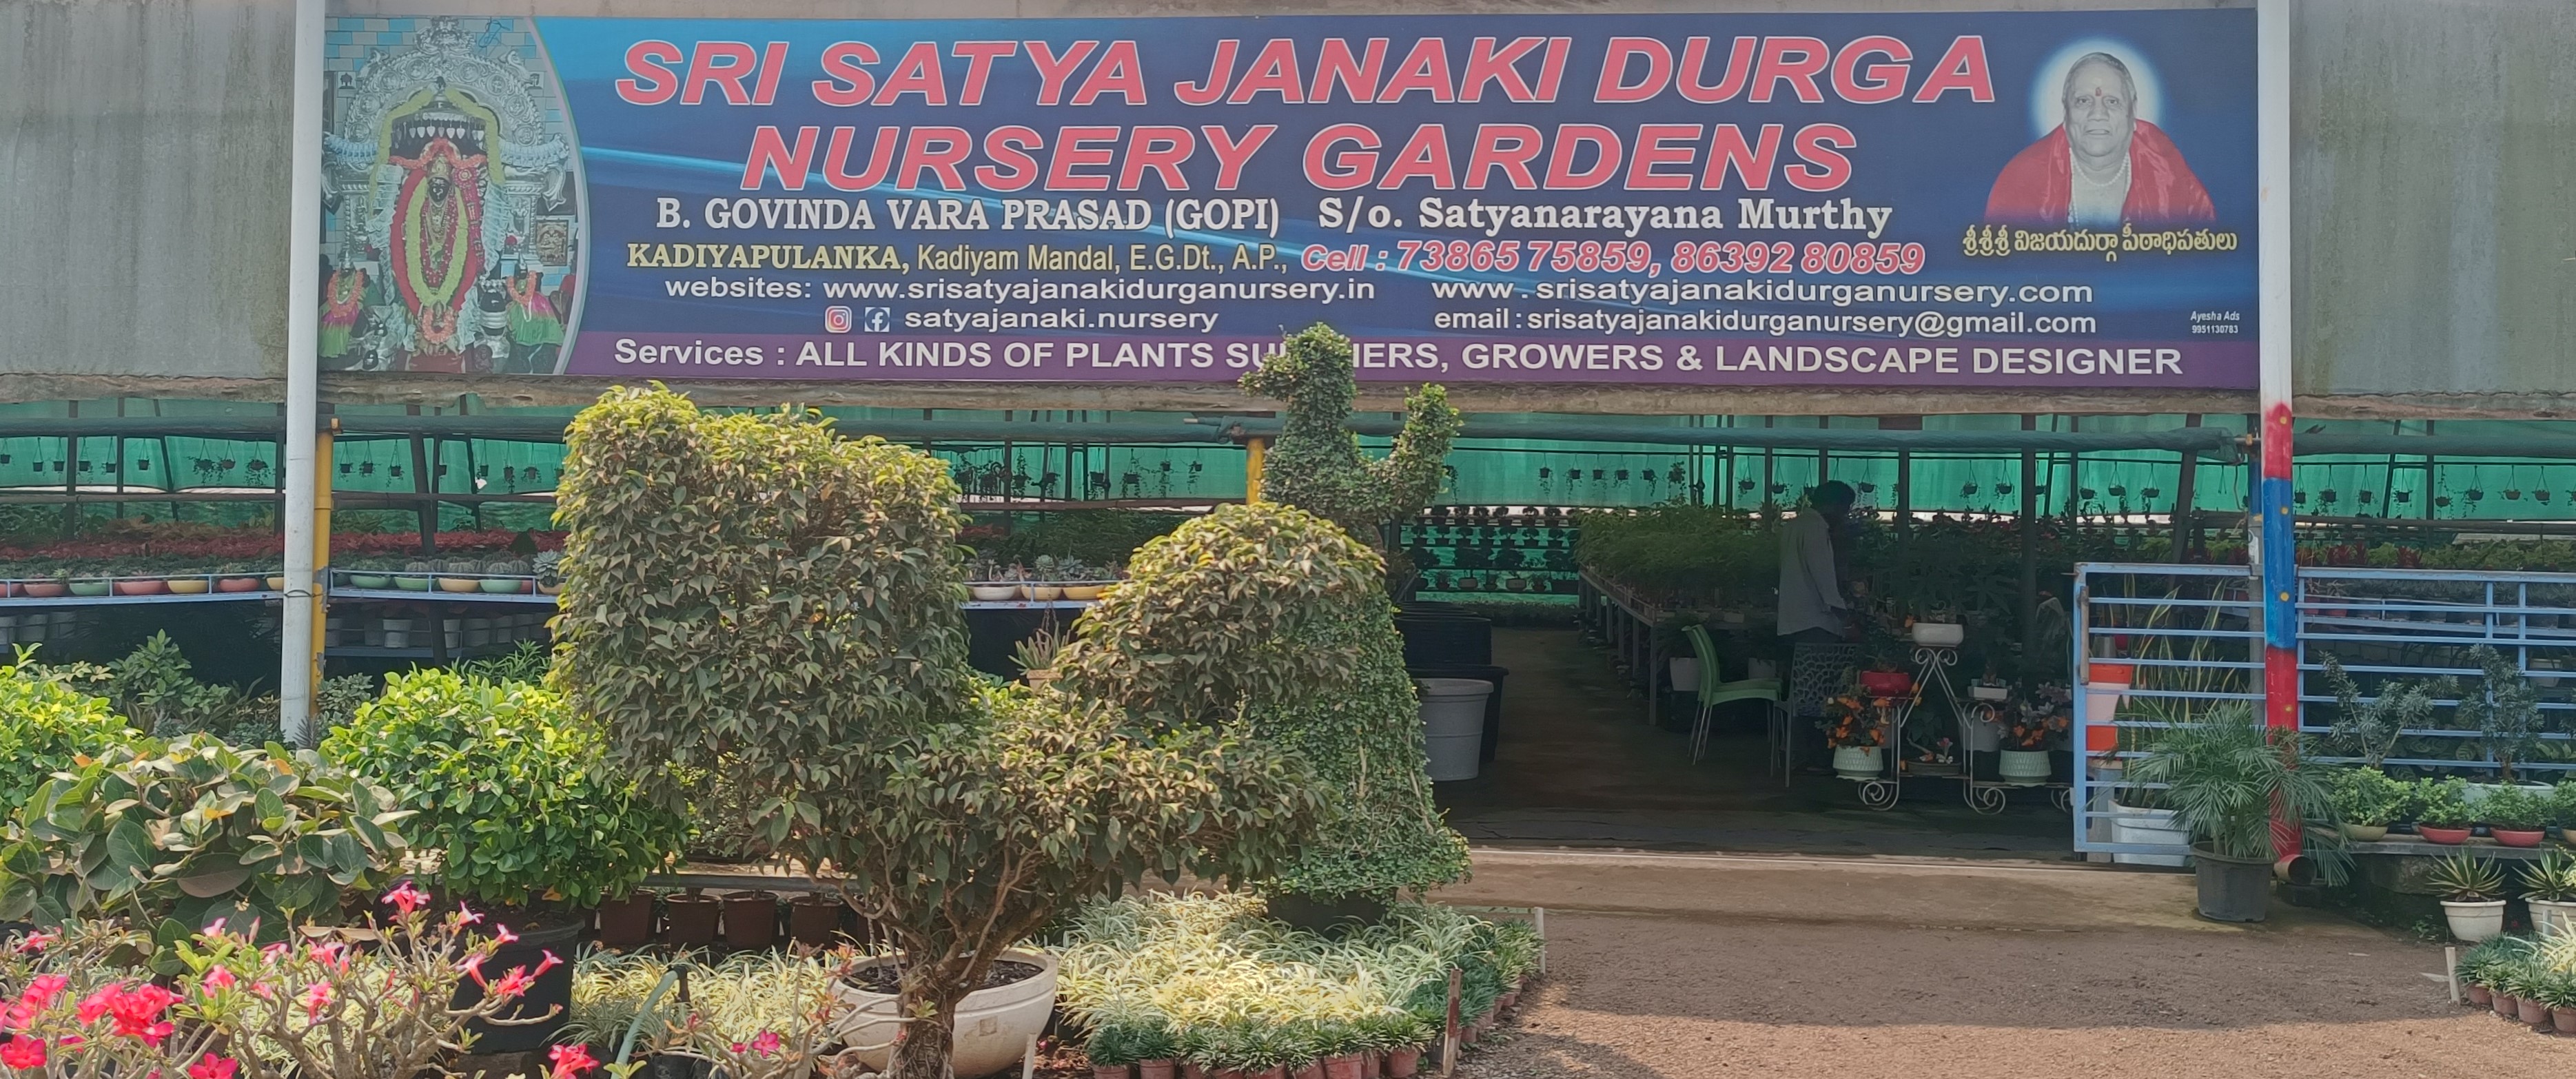 SRI SATYA JANAKI DURGA
NURSERY GARDENS
B. GOVINDA VARA PRASAD (GOPI) S/o. Satyanarayana Murthy
KADIYAPULANKA, Kadiyam Mandal, E.G.Dt., A.P., Cell : 73865 75859, 86392 80859
శ్రీశ్రీశ్రీ విజయదుర్గా పీఠాధిపతులు
websites: www.srisatyajanakidurganursery.in www.srisatyajanakidurganursery.com
satyajanaki.nursery email : srisatyajanakidurganursery@gmail.com
Ayesha Ads
9951130783
Services : ALL KINDS OF PLANTS GROWERS & LANDSCAPE DESIGNER